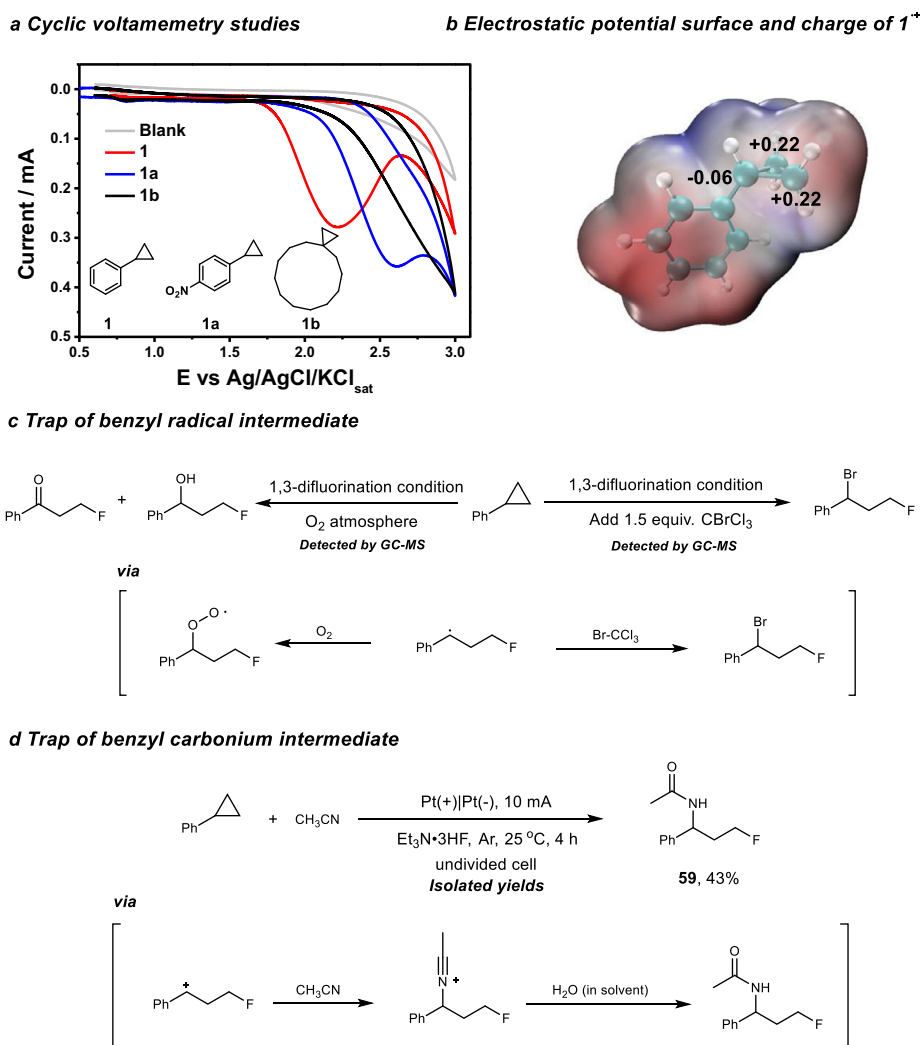 a Cyclic voltamemetry studies
b Electrostatic potential surface and charge of 1·+
0.0
0.1
0.2
0.3
0.4
0.5
Current / mA
Blank
1
1a
1b
O2N
1
1a
1b
0.5 1.0 1.5 2.0 2.5 3.0
E vs Ag/AgCl/KClsat
+0.22
-0.06
+0.22
c Trap of benzyl radical intermediate
O
Ph
F
+
OH
Ph
F
1,3-difluorination condition
O2 atmosphere
Detected by GC-MS
Ph
1,3-difluorination condition
Add 1.5 equiv. CBrCl3
Detected by GC-MS
Br
Ph
F
via
O
O ·
Ph
F
O2
·
Ph
F
Br-CCl3
Br
Ph
F
d Trap of benzyl carbonium intermediate
Ph
+
CH3CN
Pt(+)|Pt(-), 10 mA
Et3N•3HF, Ar, 25 oC, 4 h
undivided cell
Isolated yields
O
NH
Ph
F
59, 43%
via
+
Ph
F
CH3CN
N
+
Ph
F
H2O (in solvent)
O
NH
Ph
F